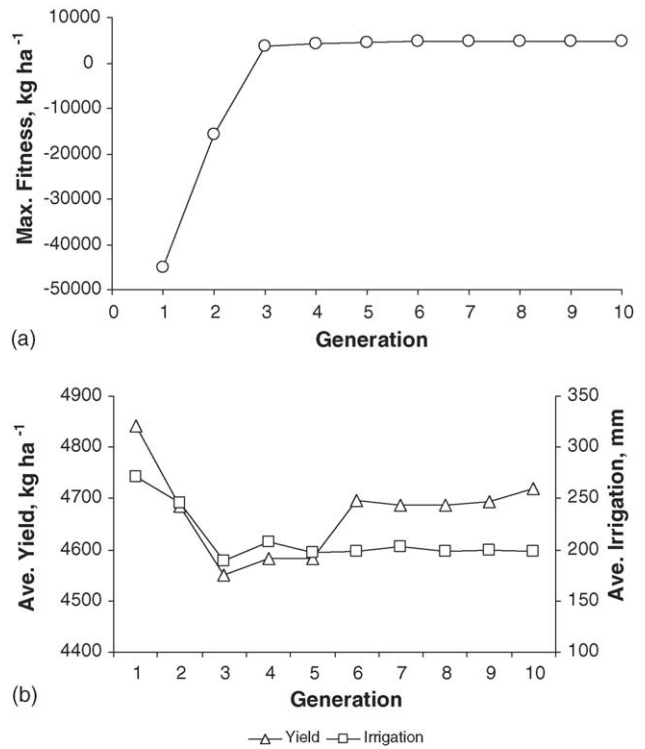 10000
0
-10000
-20000
-30000
-40000
-50000
Max. Fitness, kg ha -1
0 1 2 3 4 5 6 7 8 9 10
Generation
(a)
4900
4800
4700
4600
4500
4400
Ave. Yield, kg ha -1
350
300
250
200
150
100
Ave. Irrigation, mm
1 2 3 4 5 6 7 8 9 10
Generation
(b)
Yield Irrigation